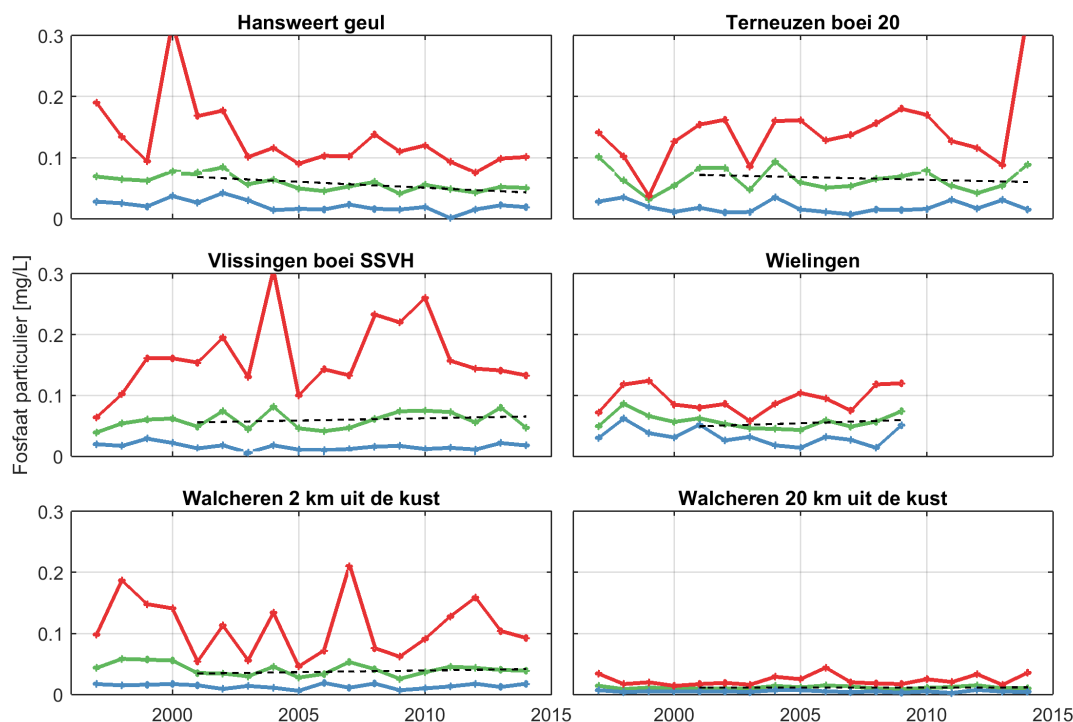 Hansweert geul
Terneuzen boei 20
0.3
0.2
0.1
0
Vlissingen boei SSVH
Wielingen
0.3
0.2
0.1
0
Fosfaat particulier [mg/L]
Walcheren 2 km uit de kust
Walcheren 20 km uit de kust
0.3
0.2
0.1
0
2000 2005 2010 2015 2000 2005 2010 2015